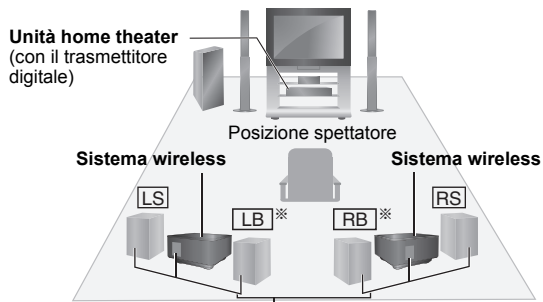 Unità home theater
(con il trasmettitore
digitale)
Posizione spettatore
Sistema wireless
Sistema wireless
LS
LB※
RB※
RS